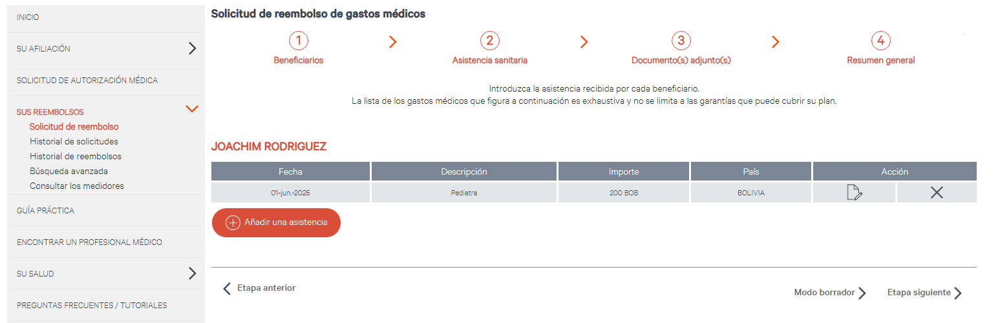 INICIO
SU AFILIACIÓN
SOLICITUD DE AUTORIZACIÓN MÉDICA
SUS REEMBOLSOS
Solicitud de reembolso
Historial de solicitudes
Historial de reembolsos
Búsqueda avanzada
Consultar los medidores
GUÍA PRÁCTICA
ENCONTRAR UN PROFESIONAL MÉDICO
SU SALUD
PREGUNTAS FRECUENTES / TUTORIALES
Solicitud de reembolso de gastos médicos
1 2 3 4
Beneficiarios Asistencia sanitaria Documento(s) adjunto(s) Resumen general
Introduzca la asistencia recibida por cada beneficiario.
La lista de los gastos médicos que figura a continuación es exhaustiva y no se limita a las garantías que puede cubrir su plan.
JOACHIM RODRIGUEZ
Fecha Descripción Importe País Acción
01-jun.-2025 Pediatra 200 BOB BOLIVIA
Añadir una asistencia
Etapa anterior Modo borrador Etapa siguiente